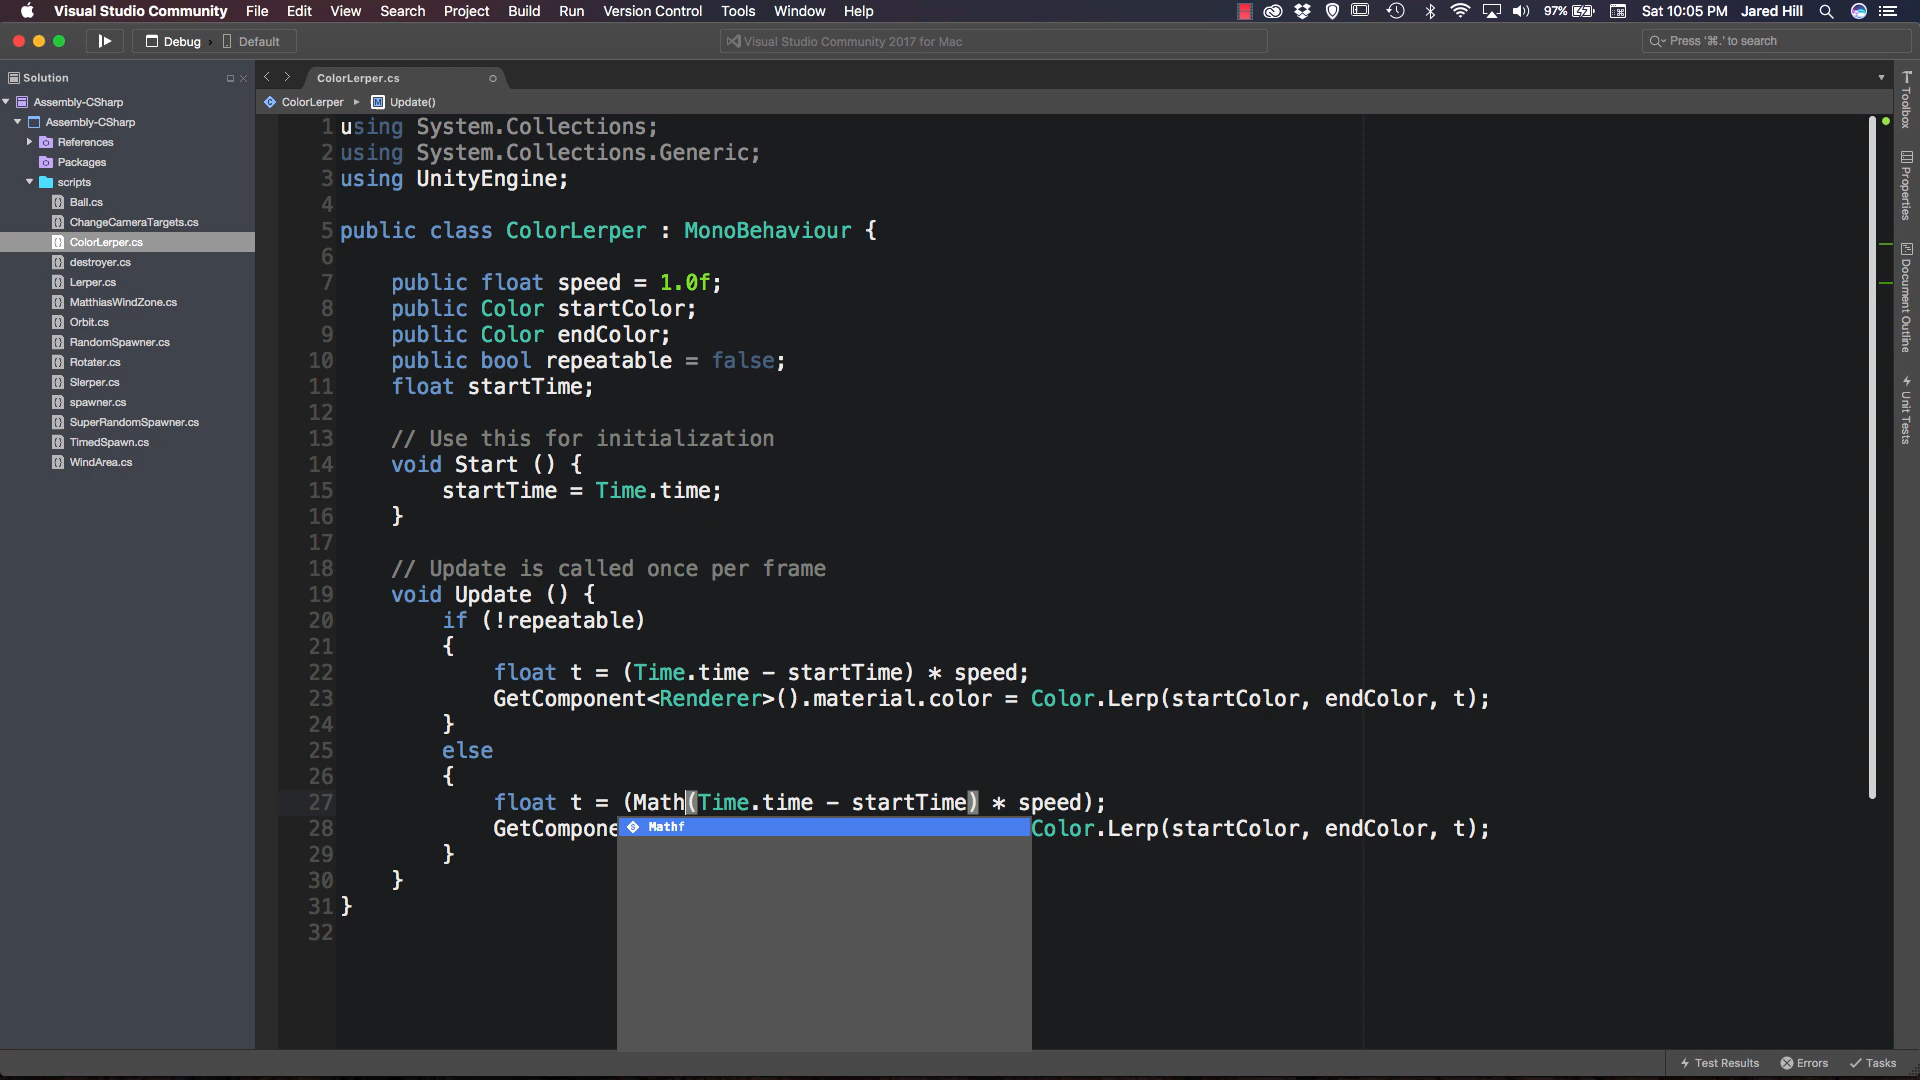 Visual Studio Community File Edit View Search Project Build Run Version Control Tools Window Help 97% Sat 10:05 PM Jared Hill
Debug › Default Visual Studio Community 2017 for Mac Press '⌘.' to search
Solution
Assembly-CSharp
Assembly-CSharp
References
Packages
scripts
Ball.cs
ChangeCameraTargets.cs
ColorLerper.cs
destroyer.cs
Lerper.cs
MatthiasWindZone.cs
Orbit.cs
RandomSpawner.cs
Rotater.cs
Slerper.cs
spawner.cs
SuperRandomSpawner.cs
TimedSpawn.cs
WindArea.cs
ColorLerper.cs
ColorLerper ▸ Update()
1 using System.Collections;
2 using System.Collections.Generic;
3 using UnityEngine;
4
5 public class ColorLerper : MonoBehaviour {
6
7 public float speed = 1.0f;
8 public Color startColor;
9 public Color endColor;
10 public bool repeatable = false;
11 float startTime;
12
13 // Use this for initialization
14 void Start () {
15 startTime = Time.time;
16 }
17
18 // Update is called once per frame
19 void Update () {
20 if (!repeatable)
21 {
22 float t = (Time.time - startTime) * speed;
23 GetComponent<Renderer>().material.color = Color.Lerp(startColor, endColor, t);
24 }
25 else
26 {
27 float t = (Math(Time.time - startTime) * speed);
28 GetCompone Color.Lerp(startColor, endColor, t);
Mathf
29 }
30 }
31 }
32
Toolbox
Properties
Document Outline
Unit Tests
Test Results Errors Tasks